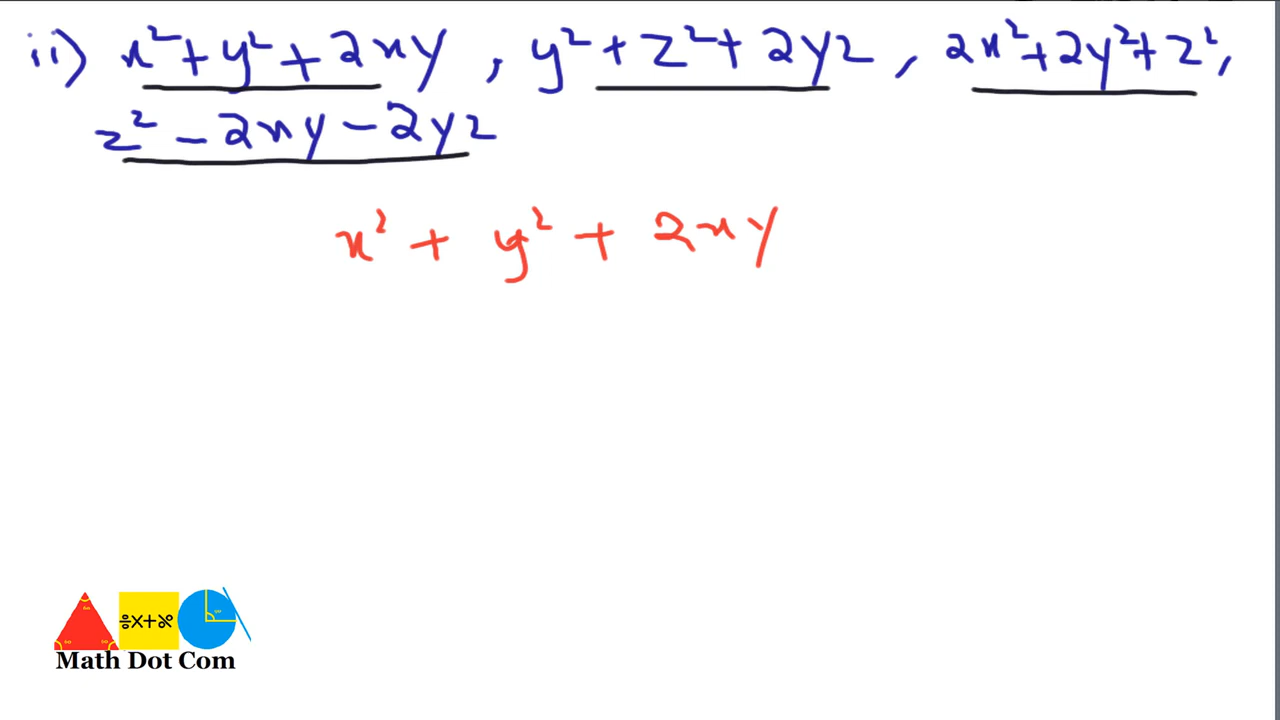 ii) x² + y² + 2xy , y² + z² + 2yz , 2x² + 2y² + z² ,
z² - 2xy - 2yz
x² + y² + 2xy
÷×+%
Math Dot Com